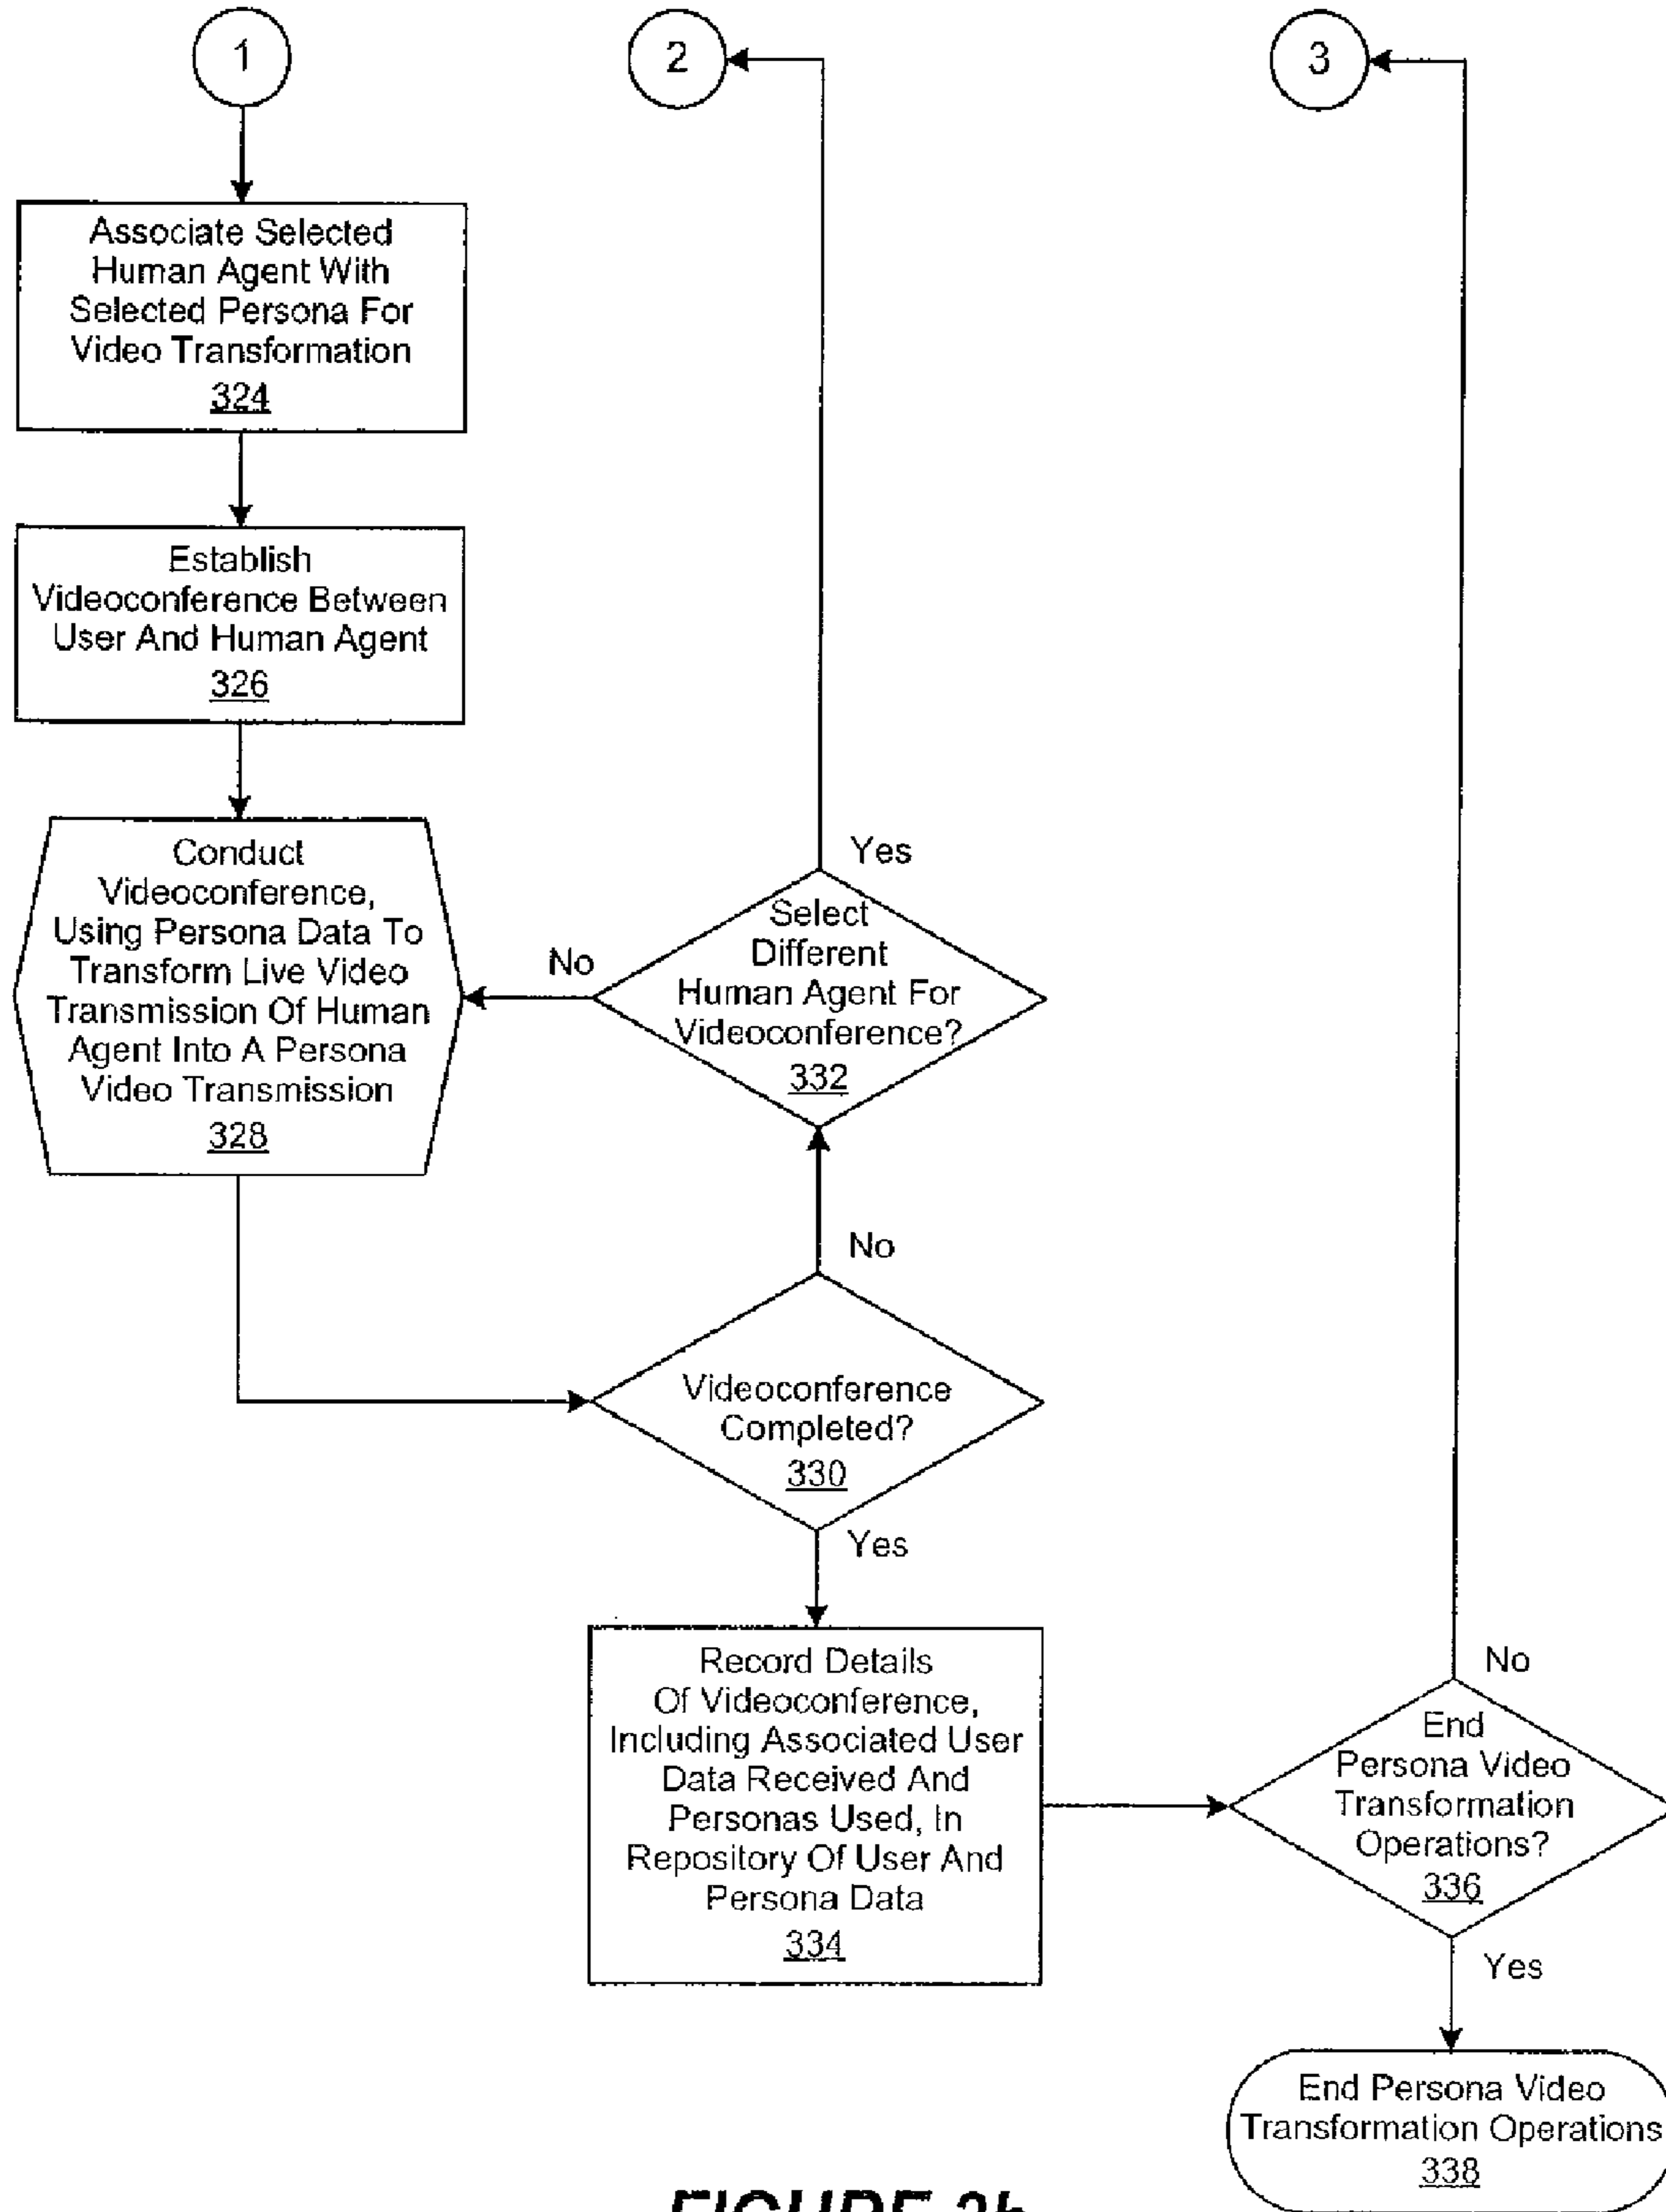 1
2
3
Associate Selected
Human Agent With
Selected Persona For
Video Transformation
324
Establish
Videoconference Between
User And Human Agent
326
Conduct
Videoconference,
Using Persona Data To
Transform Live Video
Transmission Of Human
Agent Into A Persona
Video Transmission
328
No
Yes
Select
Different
Human Agent For
Videoconference?
332
No
Videoconference
Completed?
330
Yes
Record Details
Of Videoconference,
Including Associated User
Data Received And
Personas Used, In
Repository Of User And
Persona Data
334
No
End
Persona Video
Transformation
Operations?
336
Yes
End Persona Video
Transformation Operations
338
FIGURE